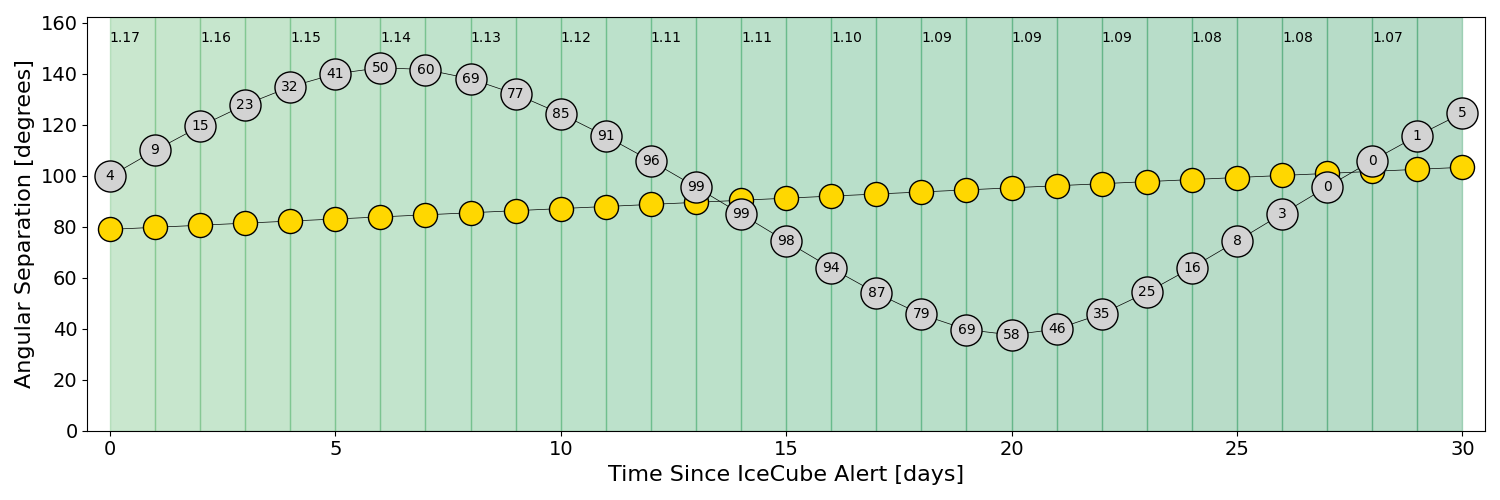 160
140
120
100
80
60
40
20
0
Angular Separation [degrees]
1.17 1.16 1.15 1.14 1.13 1.12 1.11 1.11 1.10 1.09 1.09 1.09 1.08 1.08 1.07
4 9 15 23 32 41 50 60 69 77 85 91 96 99 99 98 94 87 79 69 58 46 35 25 16 8 3 0 0 1 5
0 5 10 15 20 25 30
Time Since IceCube Alert [days]